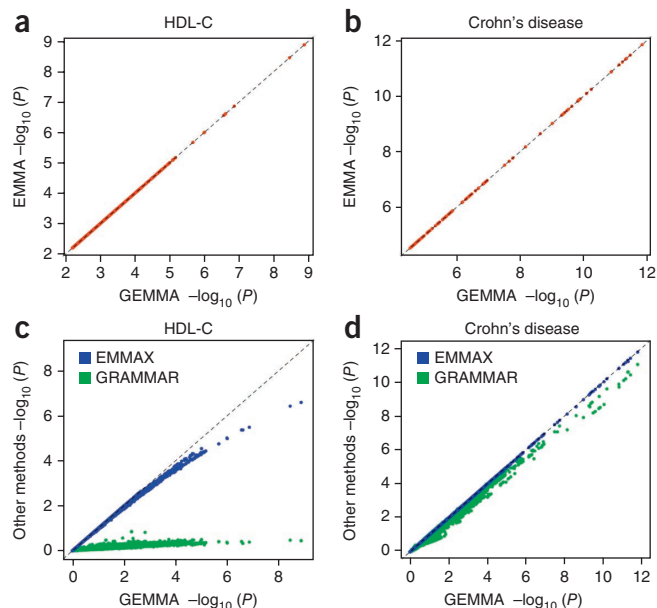 a
HDL-C
EMMA –log10 (P)
9
8
7
6
5
4
3
2
2 3 4 5 6 7 8 9
GEMMA –log10 (P)
b
Crohn's disease
EMMA –log10 (P)
12
10
8
6
6 8 10 12
GEMMA –log10 (P)
c
HDL-C
EMMAX
GRAMMAR
Other methods –log10 (P)
8
6
4
2
0
0 2 4 6 8
GEMMA –log10 (P)
d
Crohn's disease
EMMAX
GRAMMAR
Other methods –log10 (P)
12
10
8
6
4
2
0
0 2 4 6 8 10 12
GEMMA –log10 (P)